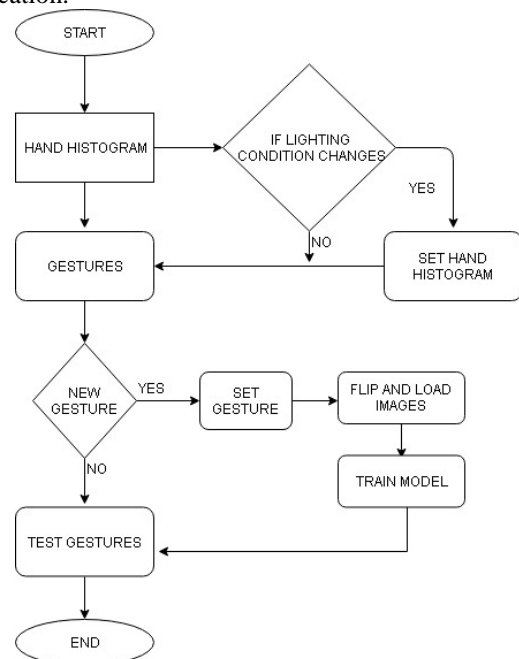 START
HAND HISTOGRAM
IF LIGHTING
CONDITION CHANGES
YES
NO
GESTURES
SET HAND
HISTOGRAM
NEW
GESTURE
YES
SET
GESTURE
FLIP AND LOAD
IMAGES
NO
TRAIN MODEL
TEST GESTURES
END